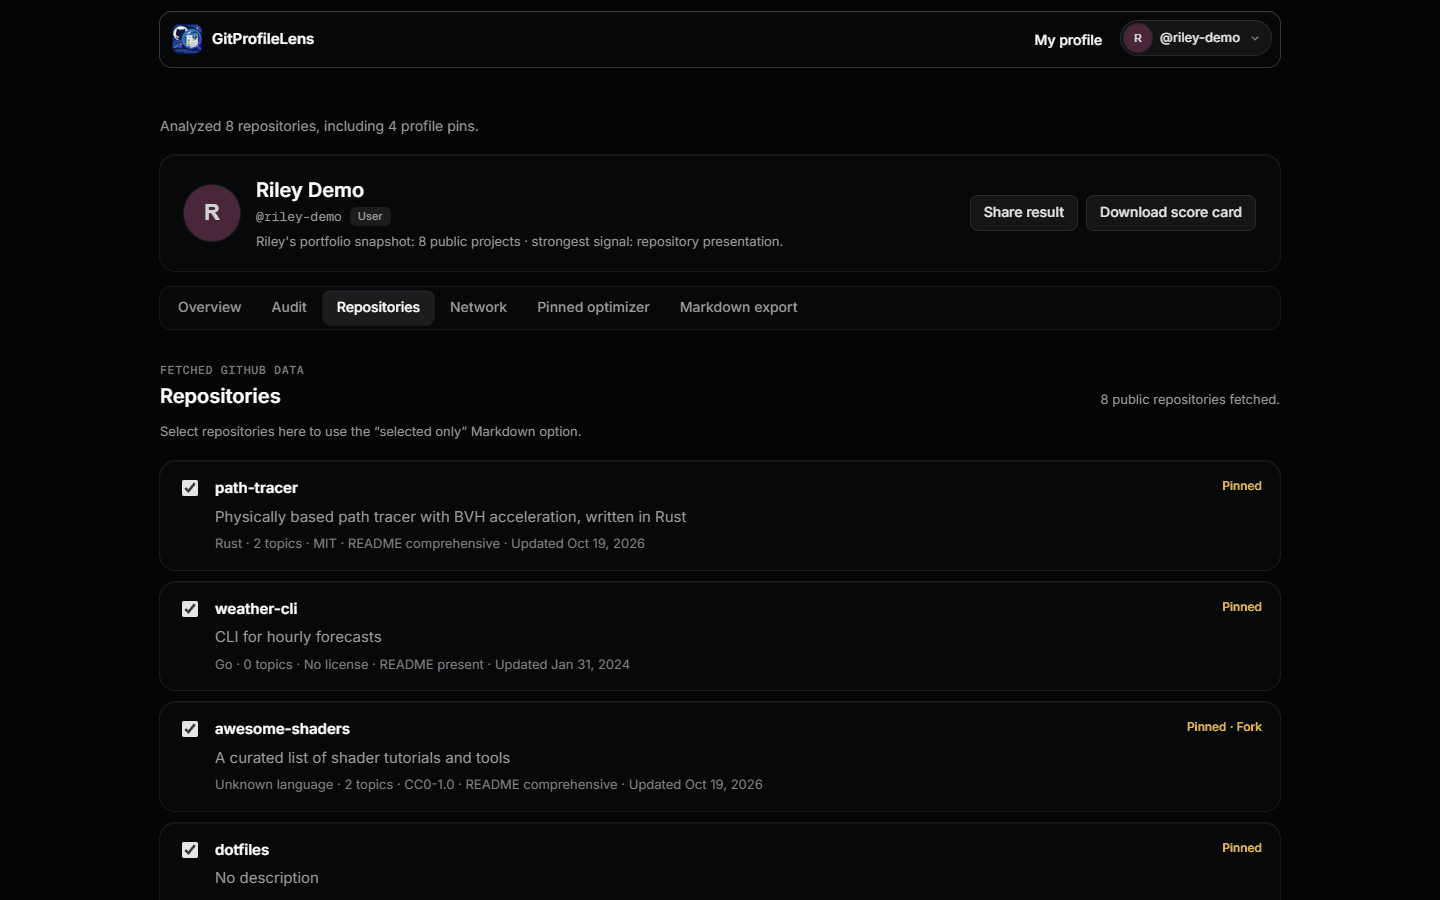 GitProfileLens
My profile
R
@riley-demo
Analyzed 8 repositories, including 4 profile pins.
R
Riley Demo
@riley-demo User
Riley's portfolio snapshot: 8 public projects · strongest signal: repository presentation.
Share result
Download score card
Overview
Audit
Repositories
Network
Pinned optimizer
Markdown export
FETCHED GITHUB DATA
Repositories
8 public repositories fetched.
Select repositories here to use the “selected only” Markdown option.
path-tracer
Pinned
Physically based path tracer with BVH acceleration, written in Rust
Rust · 2 topics · MIT · README comprehensive · Updated Oct 19, 2026
weather-cli
Pinned
CLI for hourly forecasts
Go · 0 topics · No license · README present · Updated Jan 31, 2024
awesome-shaders
Pinned · Fork
A curated list of shader tutorials and tools
Unknown language · 2 topics · CC0-1.0 · README comprehensive · Updated Oct 19, 2026
dotfiles
Pinned
No description